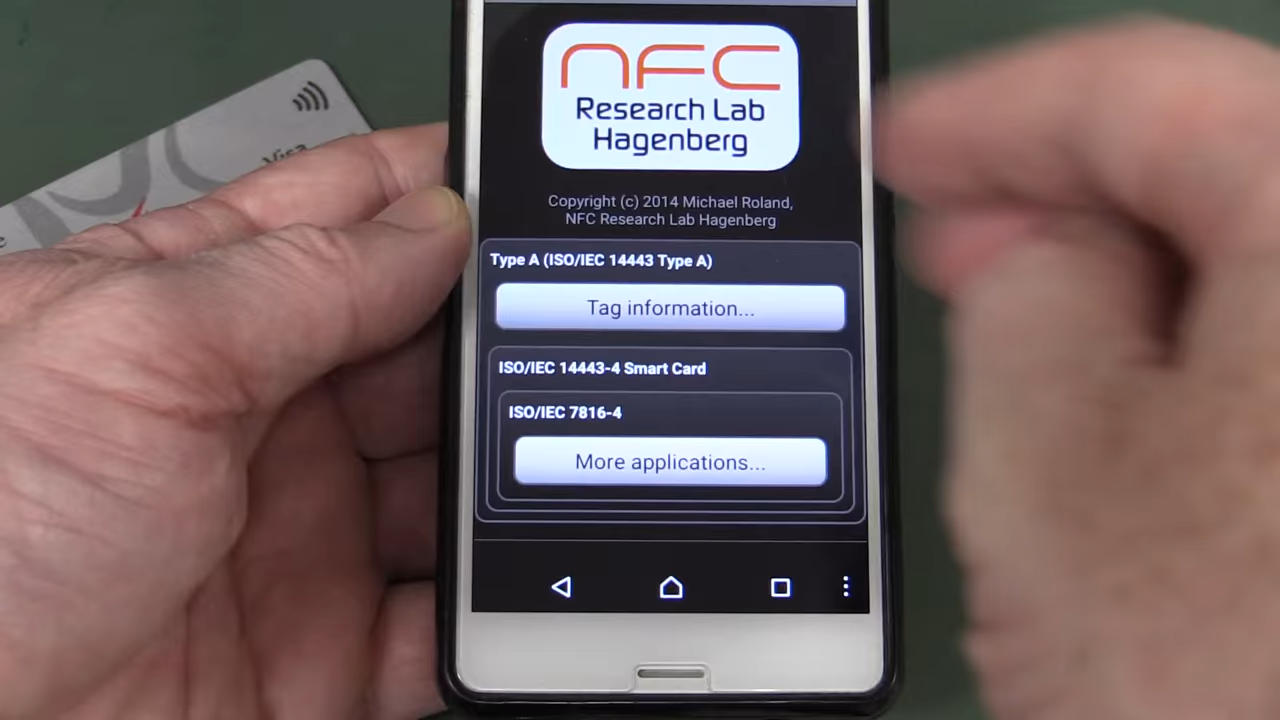 nFC
Research Lab
Hagenberg
Visa
Copyright (c) 2014 Michael Roland,
NFC Research Lab Hagenberg
Type A (ISO/IEC 14443 Type A)
Tag information...
ISO/IEC 14443-4 Smart Card
ISO/IEC 7816-4
More applications...